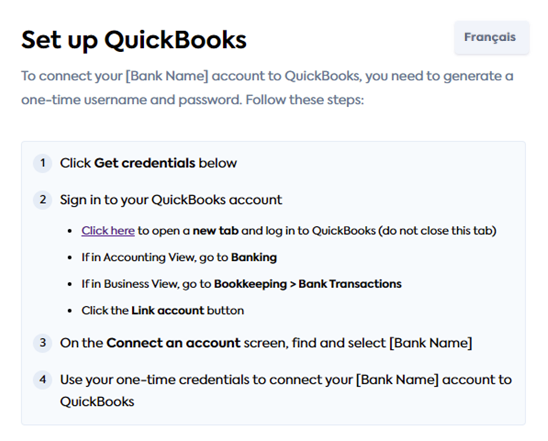 Set up QuickBooks
Français
To connect your [Bank Name] account to QuickBooks, you need to generate a
one-time username and password. Follow these steps:
1 Click Get credentials below
2 Sign in to your QuickBooks account
• Click here to open a new tab and log in to QuickBooks (do not close this tab)
• If in Accounting View, go to Banking
• If in Business View, go to Bookkeeping > Bank Transactions
• Click the Link account button
3 On the Connect an account screen, find and select [Bank Name]
4 Use your one-time credentials to connect your [Bank Name] account to
QuickBooks